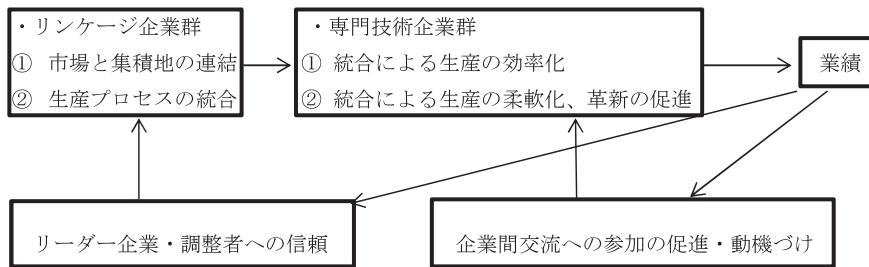 ・リンケージ企業群
① 市場と集積地の連結
② 生産プロセスの統合
・専門技術企業群
① 統合による生産の効率化
② 統合による生産の柔軟化、革新の促進
業績
リーダー企業・調整者への信頼
企業間交流への参加の促進・動機づけ